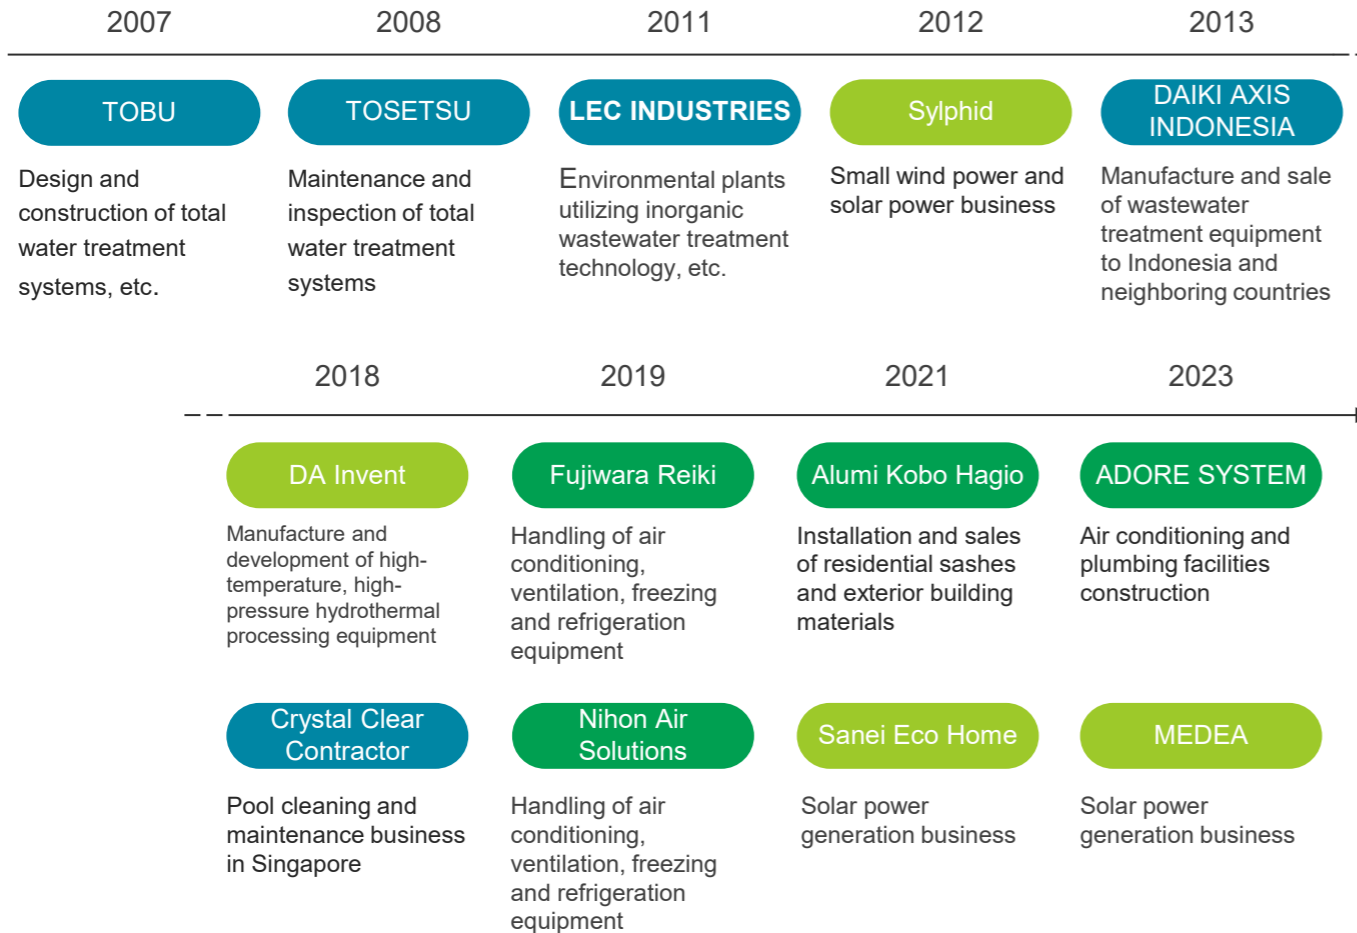 2007
2008
2011
2012
2013
TOBU
TOSETSU
LEC INDUSTRIES
Sylphid
DAIKI AXIS
INDONESIA
Design and
construction of total
water treatment
systems, etc.
Maintenance and
inspection of total
water treatment
systems
Environmental plants
utilizing inorganic
wastewater treatment
technology, etc.
Small wind power and
solar power business
Manufacture and sale
of wastewater
treatment equipment
to Indonesia and
neighboring countries
2018
2019
2021
2023
DA Invent
Fujiwara Reiki
Alumi Kobo Hagio
ADORE SYSTEM
Manufacture and
development of high-
temperature, high-
pressure hydrothermal
processing equipment
Handling of air
conditioning,
ventilation, freezing
and refrigeration
equipment
Installation and sales
of residential sashes
and exterior building
materials
Air conditioning and
plumbing facilities
construction
Crystal Clear
Contractor
Nihon Air
Solutions
Sanei Eco Home
MEDEA
Pool cleaning and
maintenance business
in Singapore
Handling of air
conditioning,
ventilation, freezing
and refrigeration
equipment
Solar power
generation business
Solar power
generation business